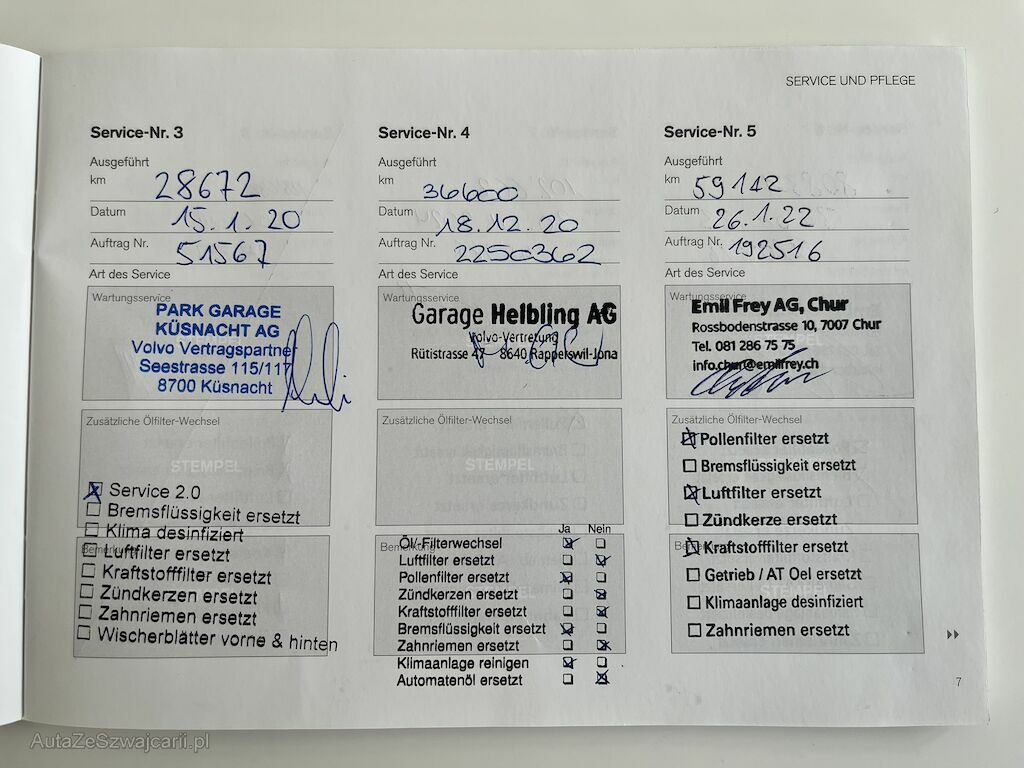 SERVICE UND PFLEGE
Service-Nr. 3
Ausgeführt
km 28672
Datum 15.1.20
Auftrag Nr. 51567
Art des Service
Wartungsservice
PARK GARAGE
KÜSNACHT AG
Volvo Vertragspartner
Seestrasse 115/117
8700 Küsnacht
Zusätzliche Ölfilter-Wechsel
STEMPEL
Service 2.0
Bremsflüssigkeit ersetzt
Klima desinfiziert
Bemerkung
Luftfilter ersetzt
Kraftstofffilter ersetzt
Zündkerzen ersetzt
Zahnriemen ersetzt
Wischerblätter vorne & hinten
Service-Nr. 4
Ausgeführt
km 36600
Datum 18.12.20
Auftrag Nr. 2250362
Art des Service
Wartungsservice
Garage Helbling AG
Volvo-Vertretung
Rütistrasse 47 8640 Rapperswil-Jona
Zusätzliche Ölfilter-Wechsel
STEMPEL
Ja Nein
Bemerkung
Öl-Filterwechsel
Luftfilter ersetzt
Pollenfilter ersetzt
Zündkerzen ersetzt
Kraftstofffilter ersetzt
Bremsflüssigkeit ersetzt
Zahnriemen ersetzt
Klimaanlage reinigen
Automatenöl ersetzt
Service-Nr. 5
Ausgeführt
km 59142
Datum 26.1.22
Auftrag Nr. 192516
Art des Service
Wartungsservice
Emil Frey AG, Chur
Rossbodenstrasse 10, 7007 Chur
Tel. 081 286 75 75
info.chur@emilfrey.ch
Zusätzliche Ölfilter-Wechsel
Pollenfilter ersetzt
Bremsflüssigkeit ersetzt
Luftfilter ersetzt
Zündkerze ersetzt
Kraftstofffilter ersetzt
Getrieb / AT Oel ersetzt
Klimaanlage desinfiziert
Zahnriemen ersetzt
7
AutaZeSzwajcarii.pl